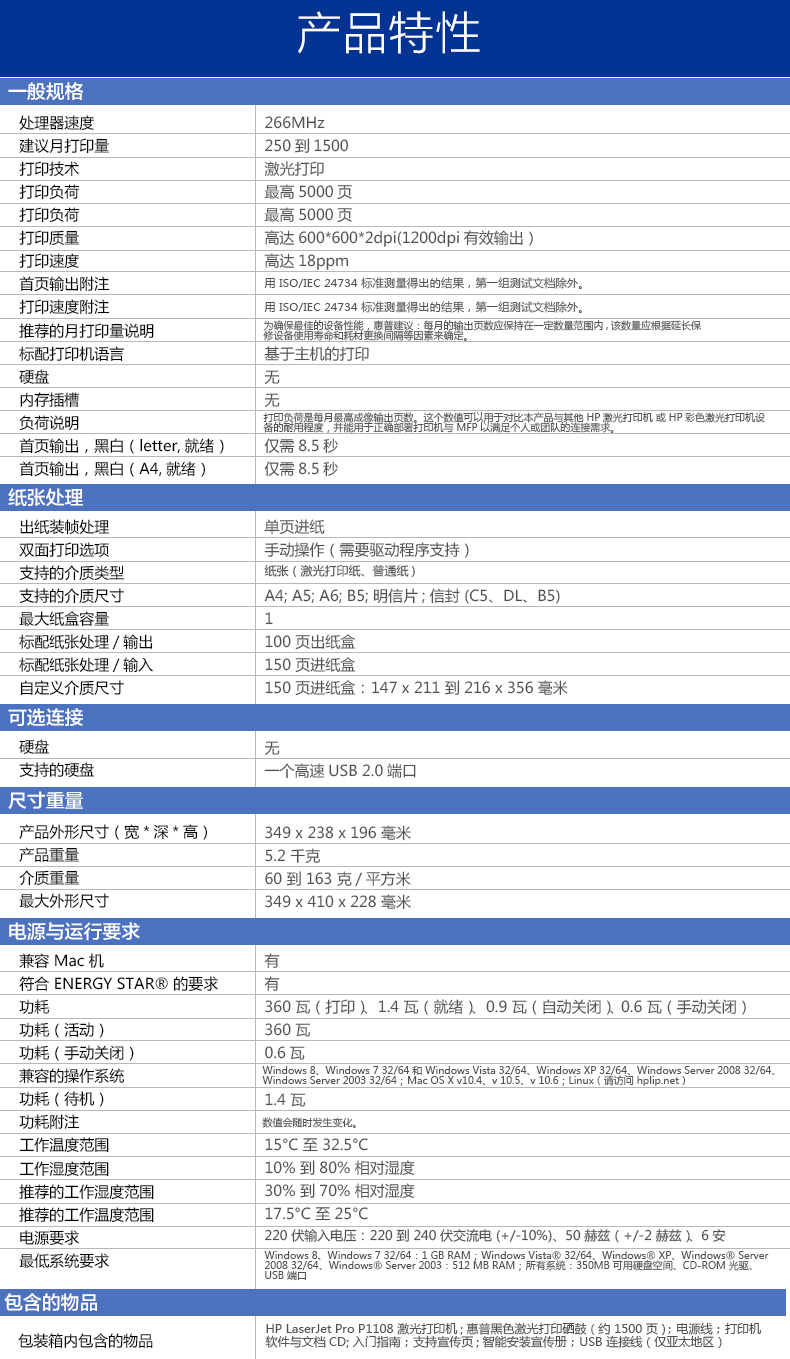 产品特性
一般规格
处理器速度 266MHz
建议月打印量 250 到 1500
打印技术 激光打印
打印负荷 最高 5000 页
打印负荷 最高 5000 页
打印质量 高达 600*600*2dpi(1200dpi 有效输出）
打印速度 高达 18ppm
首页输出附注 用 ISO/IEC 24734 标准测量得出的结果，第一组测试文档除外。
打印速度附注 用 ISO/IEC 24734 标准测量得出的结果，第一组测试文档除外。
推荐的月打印量说明 为确保最佳的设备性能，惠普建议：每月的输出页数应保持在一定数量范围内，该数量应根据延长保
修设备使用寿命和耗材更换间隔等因素来确定。
标配打印机语言 基于主机的打印
硬盘 无
内存插槽 无
负荷说明 打印负荷是每月最高成像输出页数。这个数值可以用于对比本产品与其他 HP 激光打印机 或 HP 彩色激光打印机设
备的耐用程度，并能用于正确部署打印机与 MFP 以满足个人或团队的连接需求。
首页输出，黑白（letter, 就绪） 仅需 8.5 秒
首页输出，黑白（A4, 就绪） 仅需 8.5 秒
纸张处理
出纸装帧处理 单页进纸
双面打印选项 手动操作（需要驱动程序支持）
支持的介质类型 纸张（激光打印纸、普通纸）
支持的介质尺寸 A4; A5; A6; B5; 明信片; 信封 (C5、DL、B5)
最大纸盒容量 1
标配纸张处理 / 输出 100 页出纸盒
标配纸张处理 / 输入 150 页进纸盒
自定义介质尺寸 150 页进纸盒：147 x 211 到 216 x 356 毫米
可选连接
硬盘 无
支持的硬盘 一个高速 USB 2.0 端口
尺寸重量
产品外形尺寸（宽 * 深 * 高） 349 x 238 x 196 毫米
产品重量 5.2 千克
介质重量 60 到 163 克 / 平方米
最大外形尺寸 349 x 410 x 228 毫米
电源与运行要求
兼容 Mac 机 有
符合 ENERGY STAR® 的要求 有
功耗 360 瓦（打印）、1.4 瓦（就绪）、0.9 瓦（自动关闭）、0.6 瓦（手动关闭）
功耗（活动） 360 瓦
功耗（手动关闭） 0.6 瓦
兼容的操作系统 Windows 8、Windows 7 32/64 和 Windows Vista 32/64、Windows XP 32/64、Windows Server 2008 32/64、
Windows Server 2003 32/64；Mac OS X v10.4、v 10.5、v 10.6；Linux（请访问 hplip.net）
功耗（待机） 1.4 瓦
功耗附注 数值会随时发生变化。
工作温度范围 15°C 至 32.5°C
工作湿度范围 10% 到 80% 相对湿度
推荐的工作湿度范围 30% 到 70% 相对湿度
推荐的工作温度范围 17.5°C 至 25°C
电源要求 220 伏输入电压：220 到 240 伏交流电 (+/-10%)、50 赫兹（+/-2 赫兹）、6 安
最低系统要求 Windows 8、Windows 7 32/64：1 GB RAM；Windows Vista® 32/64、Windows® XP、Windows® Server
2008 32/64、Windows® Server 2003：512 MB RAM；所有系统：350MB 可用硬盘空间、CD-ROM 光驱、
USB 端口
包含的物品
包装箱内包含的物品 HP LaserJet Pro P1108 激光打印机；惠普黑色激光打印硒鼓（约 1500 页）；电源线；打印机
软件与文档 CD; 入门指南；支持宣传页；智能安装宣传册；USB 连接线（仅亚太地区）